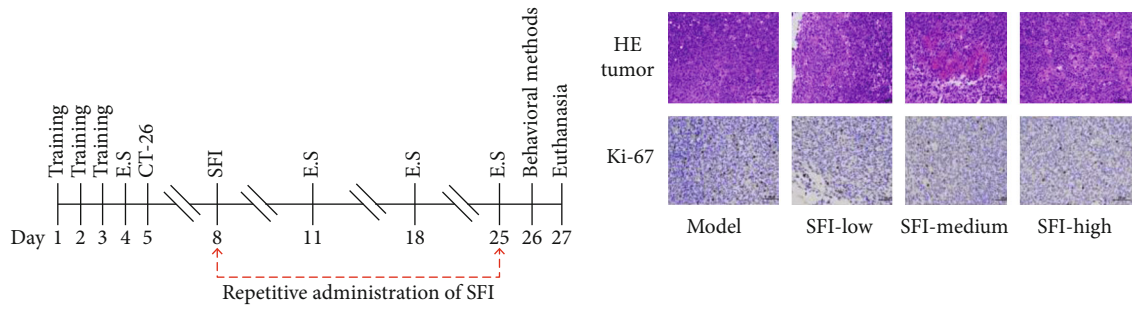 Training
Training
Training
E.S
CT-26
SFI
E.S
E.S
E.S
Behavioral methods
Euthanasia
Day 1 2 3 4 5 8 11 18 25 26 27
Repetitive administration of SFI
HE
tumor
Ki-67
Model SFI-low SFI-medium SFI-high